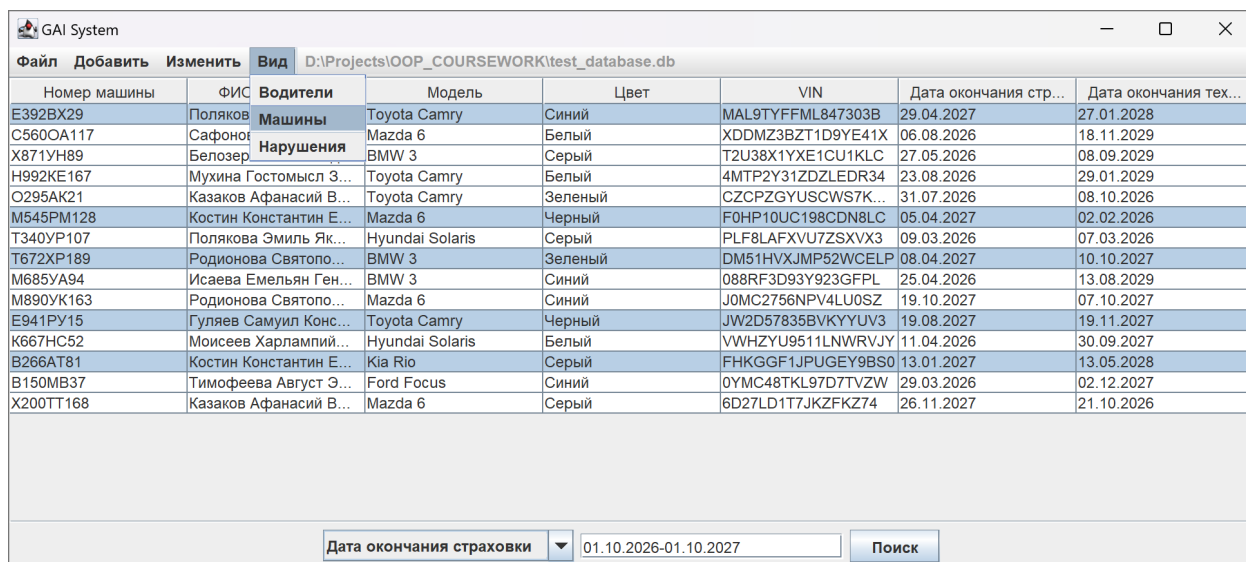 GAI System
Файл Добавить Изменить Вид D:\Projects\OOP_COURSEWORK\test_database.db
Водители
Машины
Нарушения
Номер машины ФИО Модель Цвет VIN Дата окончания стр... Дата окончания тех...
E392BX29 Поляков Toyota Camry Синий MAL9TYFFML847303B 29.04.2027 27.01.2028
C560OA117 Сафонов Mazda 6 Белый XDDMZ3BZT1D9YE41X 06.08.2026 18.11.2029
X871УН89 Белозер BMW 3 Серый T2U38X1YXE1CU1KLC 27.05.2026 08.09.2029
H992KE167 Мухина Гостомысл З... Toyota Camry Белый 4MTP2Y31ZDZLEDR34 23.08.2026 29.01.2029
O295AK21 Казаков Афанасий В... Toyota Camry Зеленый CZCPZGYUSCWS7K... 31.07.2026 08.10.2026
M545PM128 Костин Константин Е... Mazda 6 Черный F0HP10UC198CDN8LC 05.04.2027 02.02.2026
T340УP107 Полякова Эмиль Як... Hyundai Solaris Серый PLF8LAFXVU7ZSXVX3 09.03.2026 07.03.2026
T672XP189 Родионова Святопо... BMW 3 Зеленый DM51HVXJMP52WCELP 08.04.2027 10.10.2027
M685УA94 Исаева Емельян Ген... BMW 3 Синий 088RF3D93Y923GFPL 25.04.2026 13.08.2029
M890УK163 Родионова Святопо... Mazda 6 Синий J0MC2756NPV4LU0SZ 19.10.2027 07.10.2027
E941PУ15 Гуляев Самуил Конс... Toyota Camry Черный JW2D57835BVKYYUV3 19.08.2027 19.11.2027
K667HC52 Моисеев Харлампий... Hyundai Solaris Белый VWHZYU9511LNWRVJY 11.04.2026 30.09.2027
B266AT81 Костин Константин Е... Kia Rio Серый FHKGGF1JPUGEY9BS0 13.01.2027 13.05.2028
B150MB37 Тимофеева Август Э... Ford Focus Синий 0YMC48TKL97D7TVZW 29.03.2026 02.12.2027
X200TT168 Казаков Афанасий В... Mazda 6 Серый 6D27LD1T7JKZFKZ74 26.11.2027 21.10.2026
Дата окончания страховки 01.10.2026-01.10.2027 Поиск